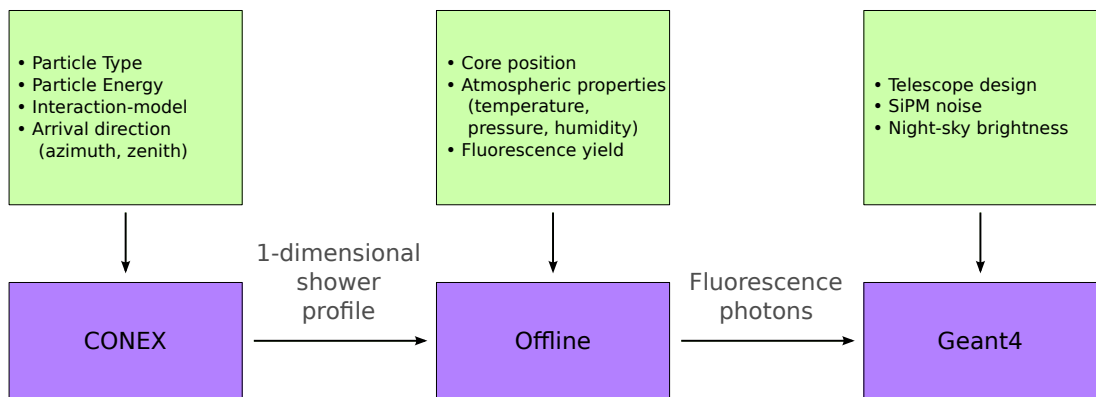 • Particle Type
• Particle Energy
• Interaction-model
• Arrival direction
(azimuth, zenith)
• Core position
• Atmospheric properties
(temperature,
pressure, humidity)
• Fluorescence yield
• Telescope design
• SiPM noise
• Night-sky brightness
1-dimensional
shower
profile
Fluorescence
photons
CONEX
Offline
Geant4